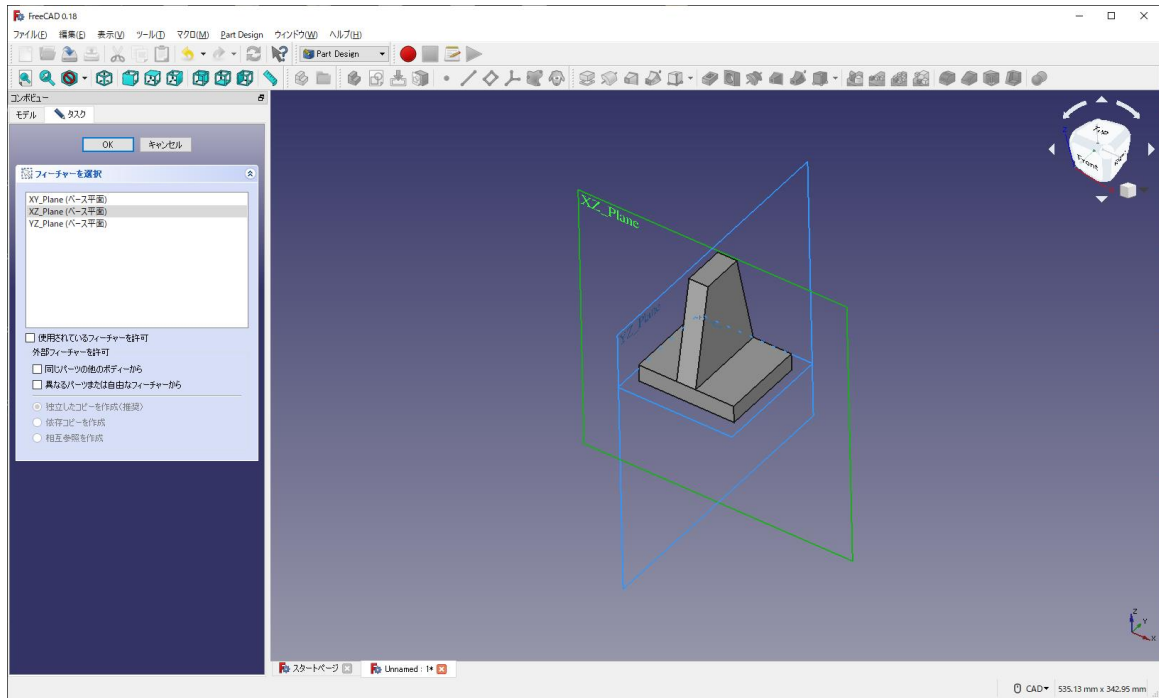 FreeCAD 0.18
ファイル(F) 編集(E) 表示(V) ツール(T) マクロ(M) Part Design ウィンドウ(W) ヘルプ(H)
Part Design
コンボビュー
モデル タスク
OK キャンセル
フィーチャーを選択
XY_Plane (ベース平面)
XZ_Plane (ベース平面)
YZ_Plane (ベース平面)
使用されているフィーチャーを許可
外部フィーチャーを許可
同じパーツの他のボディーから
異なるパーツまたは自由なフィーチャーから
独立したコピーを作成(推奨)
依存コピーを作成
相互参照を作成
XZ_Plane
YZ_Plane
Top
Front
Z
Y
X
スタートページ Unnamed : 1*
CAD 535.13 mm x 342.95 mm